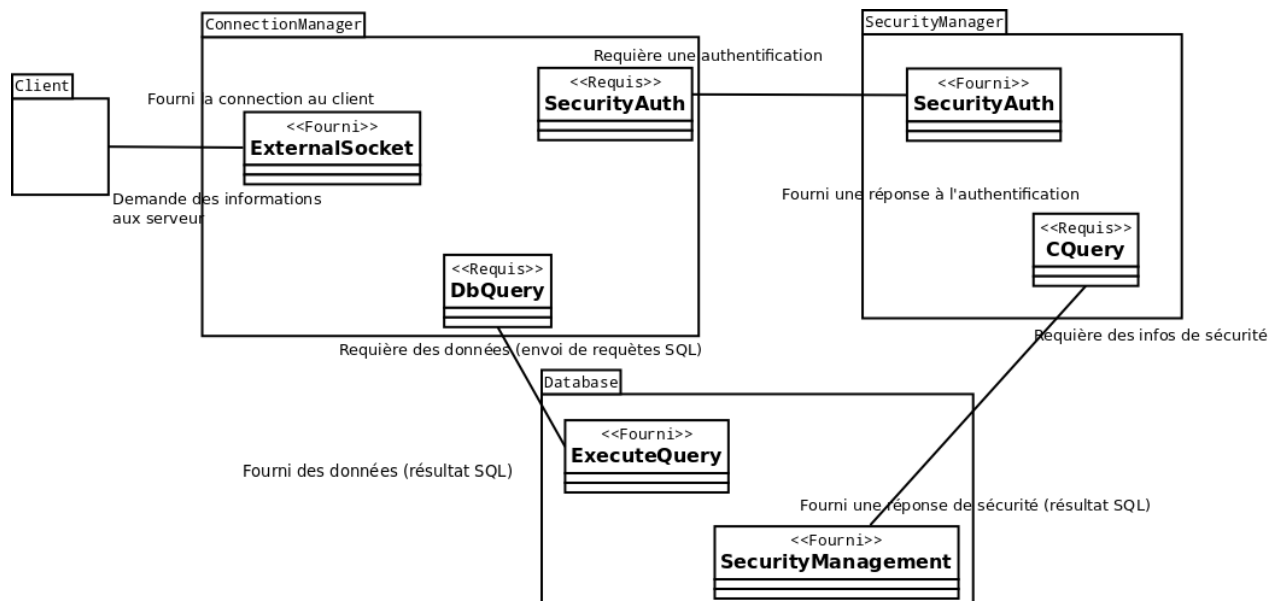 ConnectionManager
SecurityManager
Requière une authentification
Client
<<Requis>>
SecurityAuth
<<Fourni>>
SecurityAuth
Fourni la connection au client
<<Fourni>>
ExternalSocket
Demande des informations
aux serveur
Fourni une réponse à l'authentification
<<Requis>>
CQuery
<<Requis>>
DbQuery
Requière des infos de sécurité
Requière des données (envoi de requètes SQL)
Database
<<Fourni>>
ExecuteQuery
Fourni des données (résultat SQL)
Fourni une réponse de sécurité (résultat SQL)
<<Fourni>>
SecurityManagement